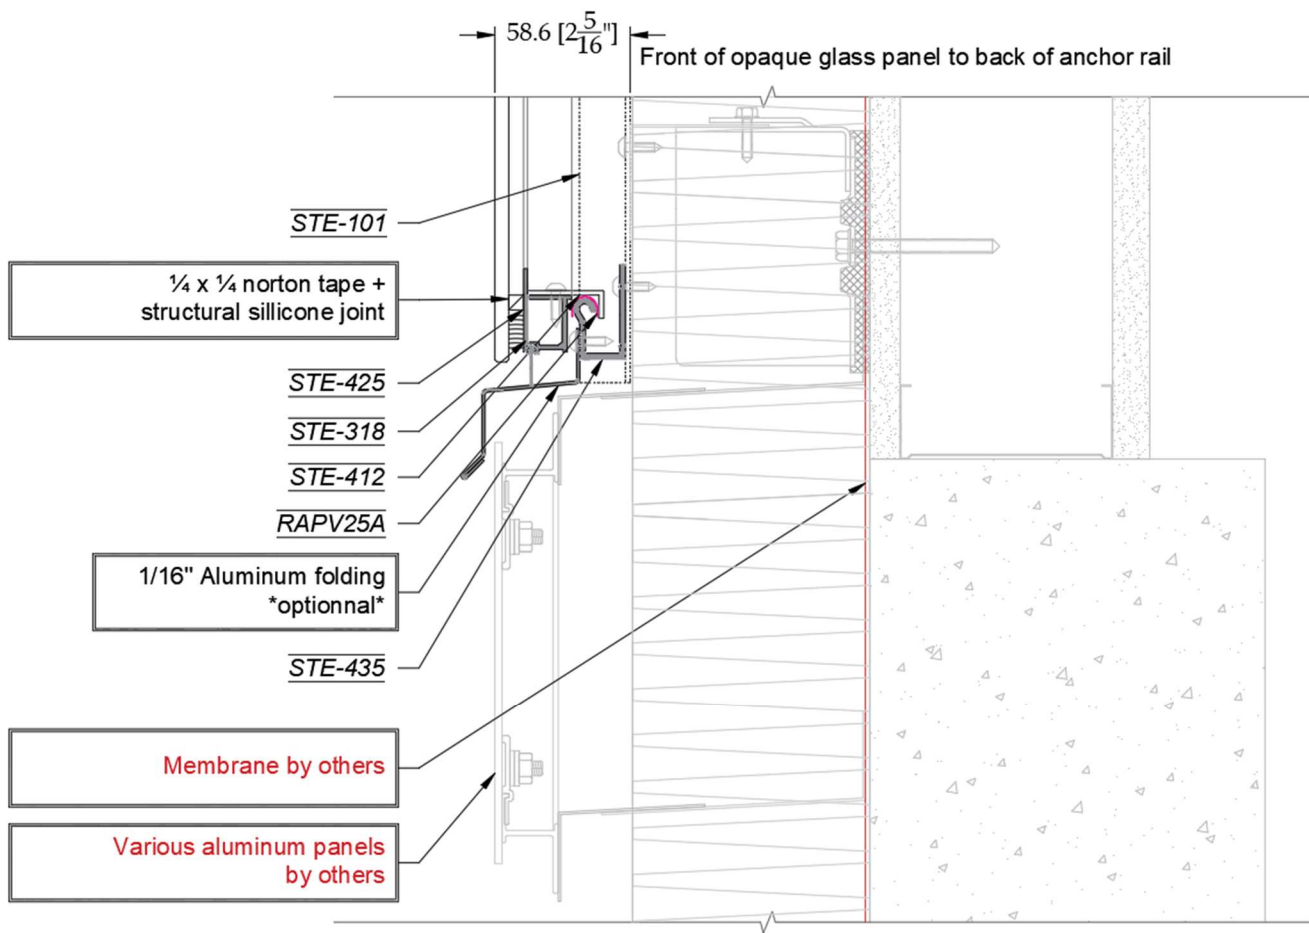 58.6 [2 5/16"]
Front of opaque glass panel to back of anchor rail
STE-101
¼ x ¼ norton tape +
structural sillicone joint
STE-425
STE-318
STE-412
RAPV25A
1/16" Aluminum folding
*optionnal*
STE-435
Membrane by others
Various aluminum panels
by others